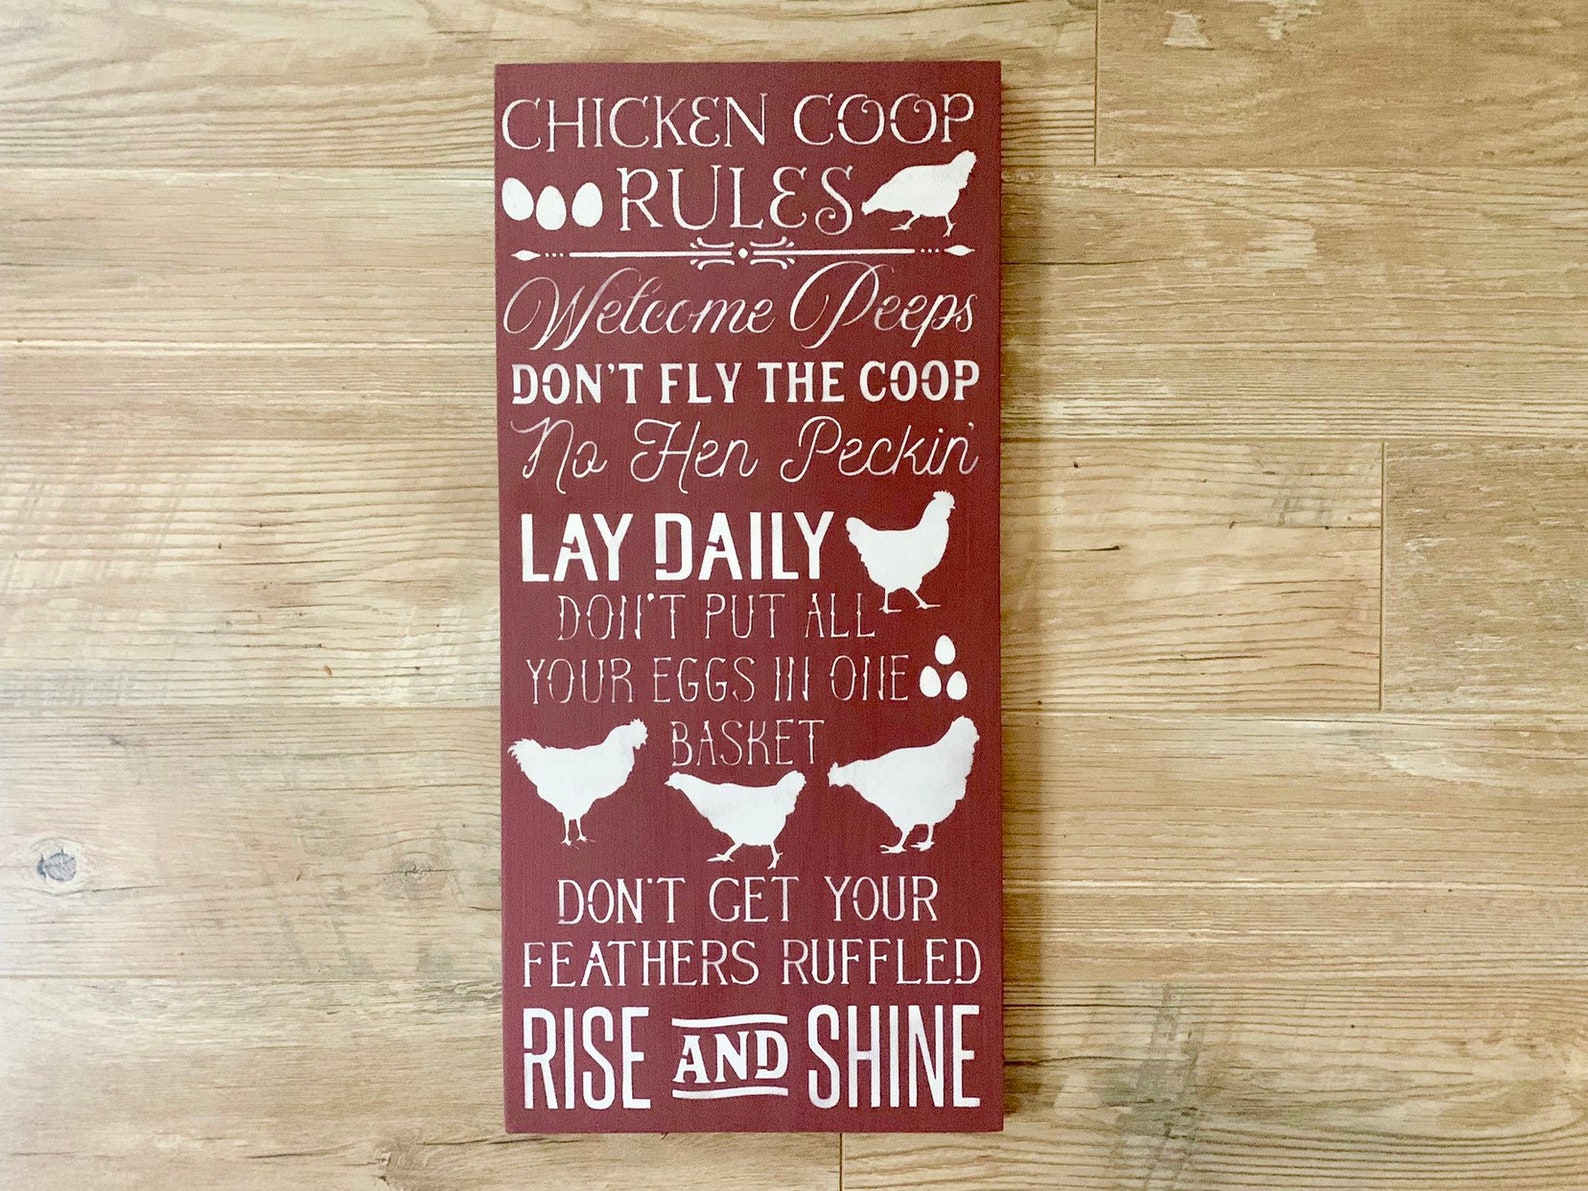 CHICKEN COOP
RULES
Welcome Peeps
DON'T FLY THE COOP
No Hen Peckin'
LAY DAILY
DON'T PUT ALL
YOUR EGGS IN ONE
BASKET
DON'T GET YOUR
FEATHERS RUFFLED
RISE AND SHINE